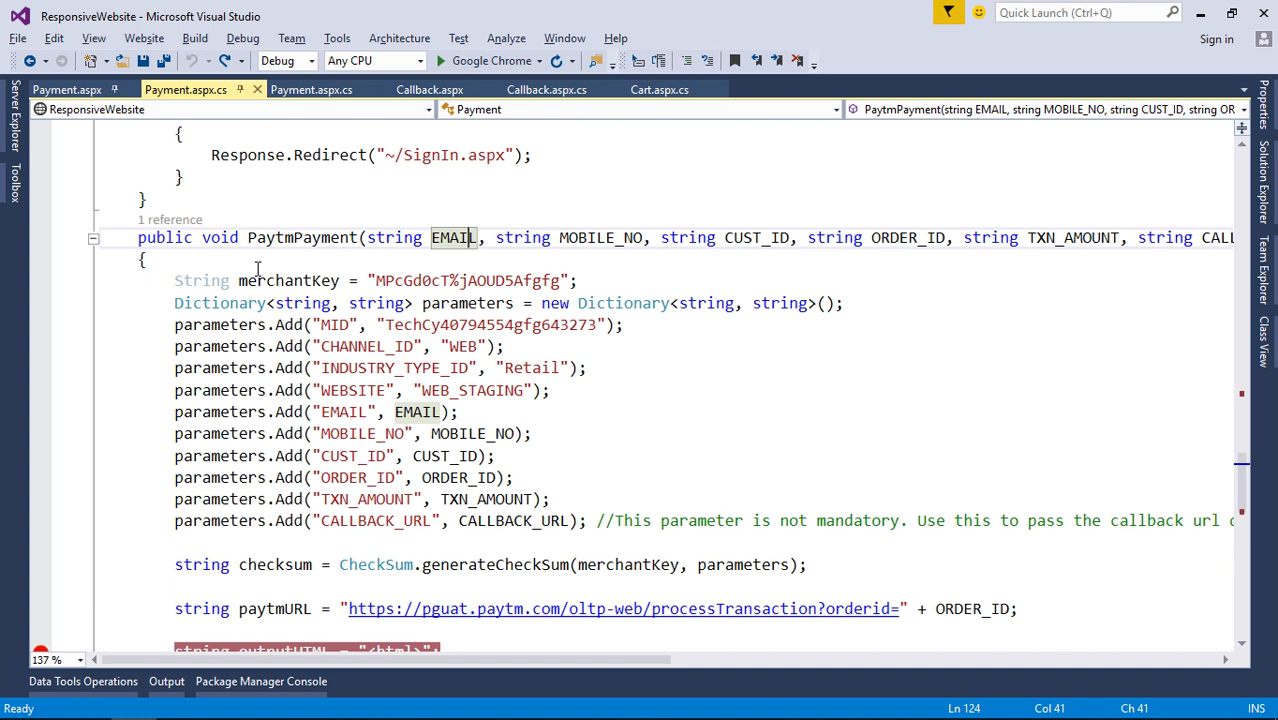 ResponsiveWebsite - Microsoft Visual Studio
Quick Launch (Ctrl+Q)
File Edit View Website Build Debug Team Tools Architecture Test Analyze Window Help
Sign in
Debug Any CPU Google Chrome
Payment.aspx Payment.aspx.cs Payment.aspx.cs Callback.aspx Callback.aspx.cs Cart.aspx.cs
ResponsiveWebsite Payment PaytmPayment(string EMAIL, string MOBILE_NO, string CUST_ID, string OR
Server Explorer
Toolbox
Properties
Solution Explorer
Team Explorer
Class View
{
Response.Redirect("~/SignIn.aspx");
}
}
1 reference
public void PaytmPayment(string EMAIL, string MOBILE_NO, string CUST_ID, string ORDER_ID, string TXN_AMOUNT, string CALL
{
String merchantKey = "MPcGd0cT%jAOUD5Afgfg";
Dictionary<string, string> parameters = new Dictionary<string, string>();
parameters.Add("MID", "TechCy40794554gfg643273");
parameters.Add("CHANNEL_ID", "WEB");
parameters.Add("INDUSTRY_TYPE_ID", "Retail");
parameters.Add("WEBSITE", "WEB_STAGING");
parameters.Add("EMAIL", EMAIL);
parameters.Add("MOBILE_NO", MOBILE_NO);
parameters.Add("CUST_ID", CUST_ID);
parameters.Add("ORDER_ID", ORDER_ID);
parameters.Add("TXN_AMOUNT", TXN_AMOUNT);
parameters.Add("CALLBACK_URL", CALLBACK_URL); //This parameter is not mandatory. Use this to pass the callback url
string checksum = CheckSum.generateCheckSum(merchantKey, parameters);
string paytmURL = "https://pguat.paytm.com/oltp-web/processTransaction?orderid=" + ORDER_ID;
string outputHTML = "<html>";
137 %
Data Tools Operations Output Package Manager Console
Ready Ln 124 Col 41 Ch 41 INS